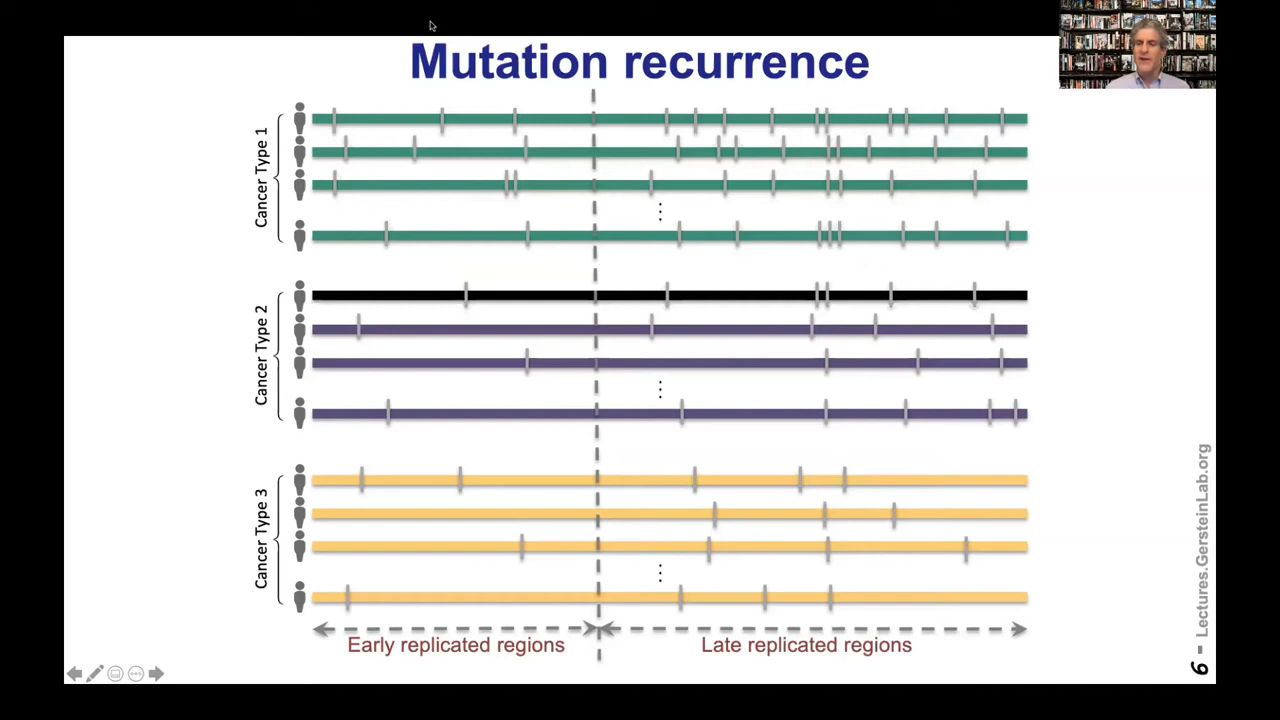 Mutation recurrence
Cancer Type 1
Cancer Type 2
Cancer Type 3
Early replicated regions
Late replicated regions
6 - Lectures.GersteinLab.org